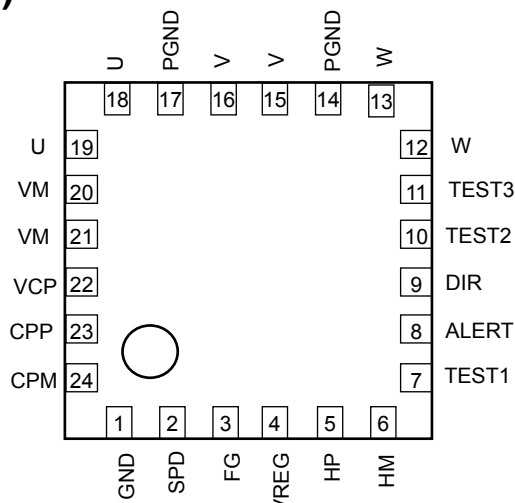 )
U PGND V V PGND W
18 17 16 15 14 13
U 19 12 W
VM 20 11 TEST3
VM 21 10 TEST2
VCP 22 9 DIR
CPP 23 8 ALERT
CPM 24 7 TEST1
1 2 3 4 5 6
GND SPD FG VREG HP HM